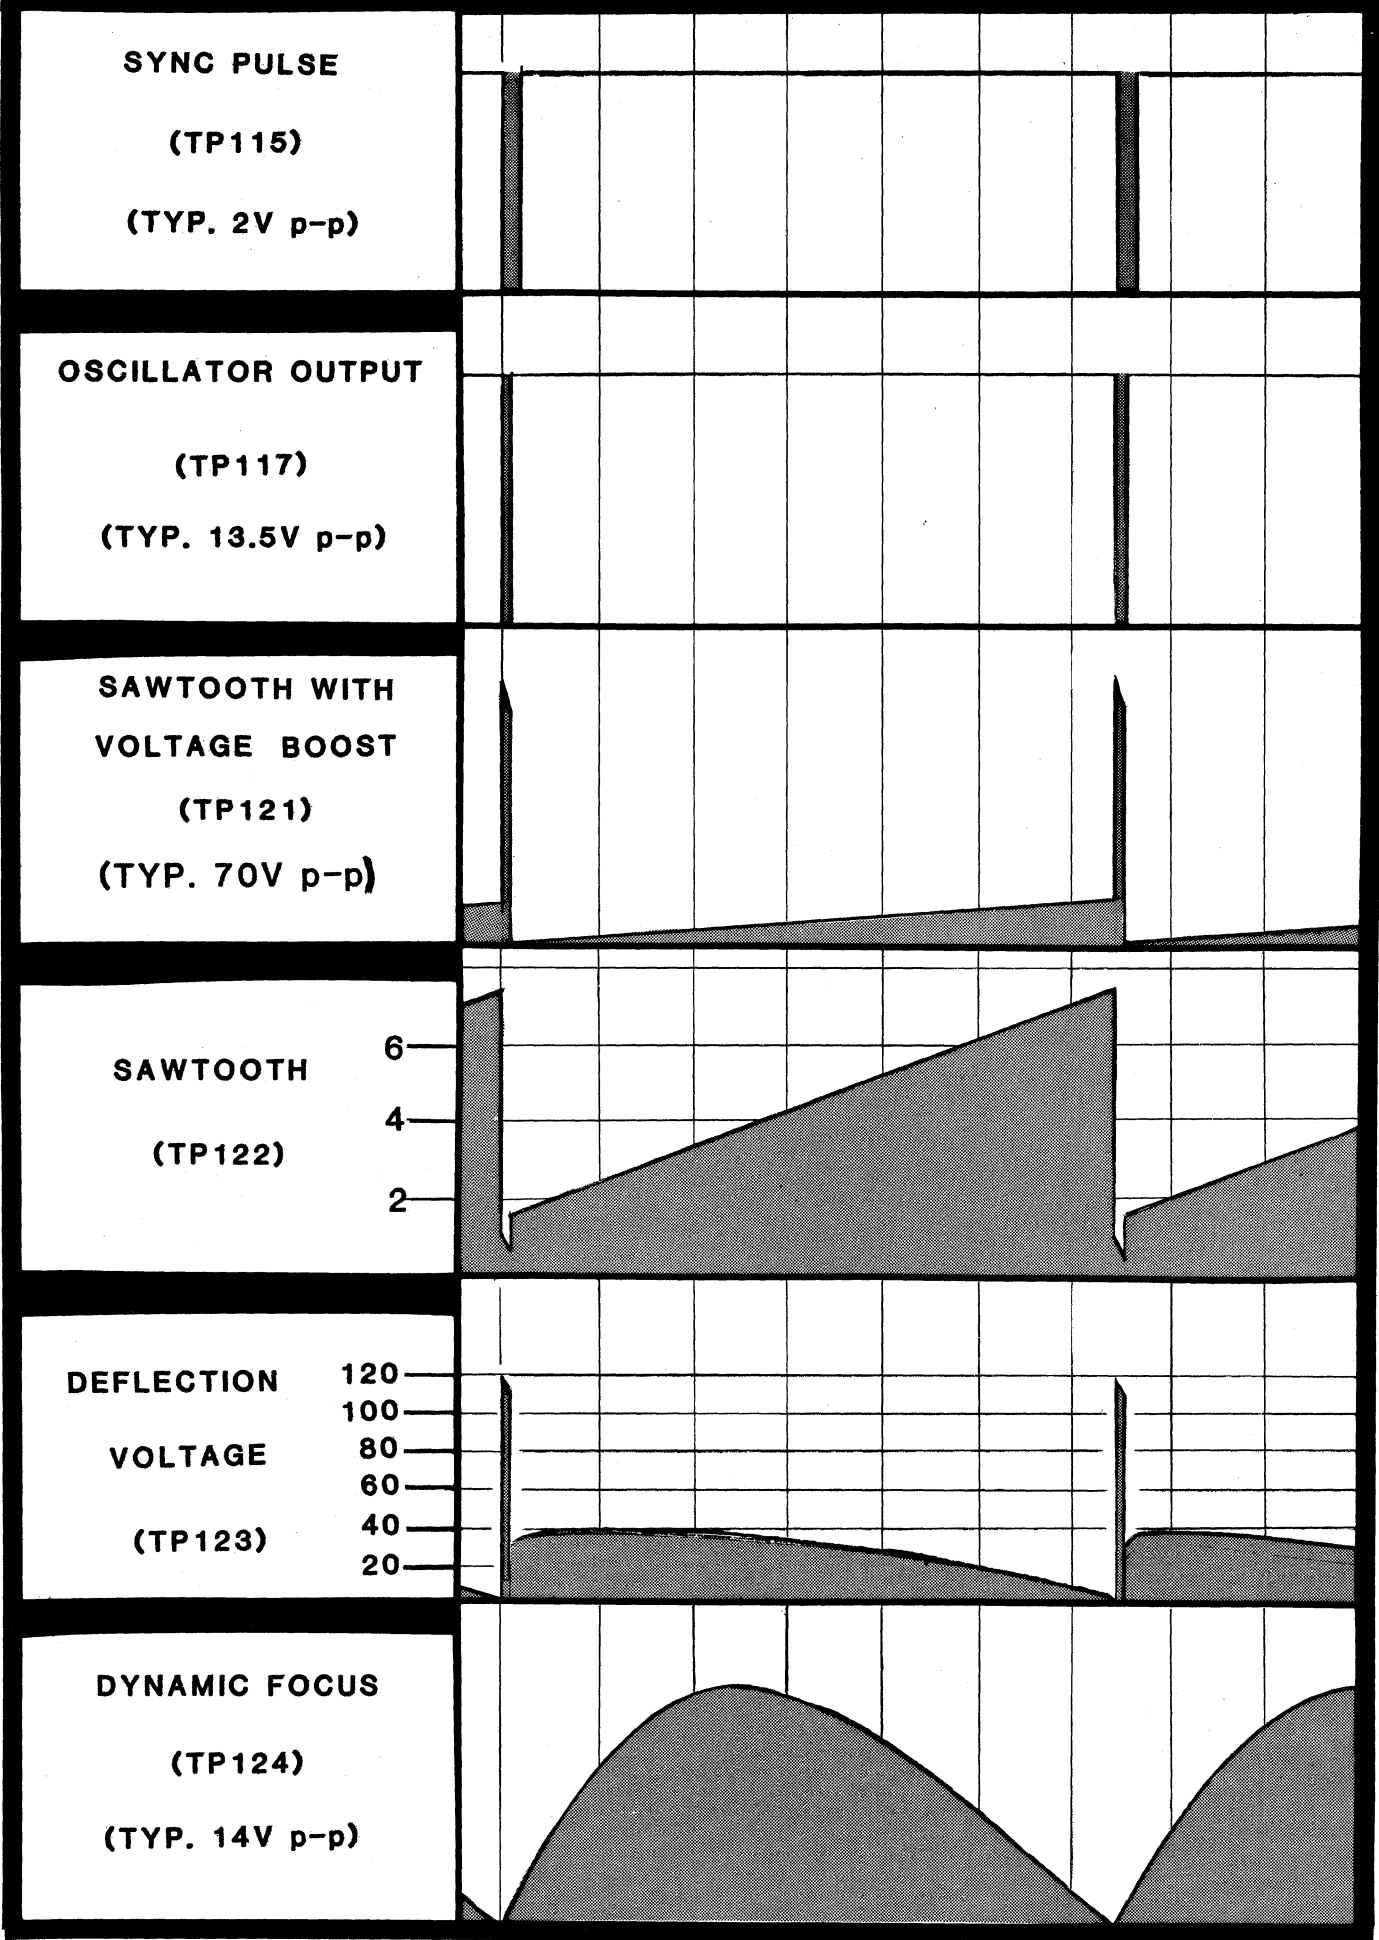 SYNC PULSE
(TP115)
(TYP. 2V p-p)
OSCILLATOR OUTPUT
(TP117)
(TYP. 13.5V p-p)
SAWTOOTH WITH
VOLTAGE BOOST
(TP121)
(TYP. 70V p-p)
6
SAWTOOTH
4
(TP122)
2
120
DEFLECTION
100
80
VOLTAGE
60
40
(TP123)
20
DYNAMIC FOCUS
(TP124)
(TYP. 14V p-p)